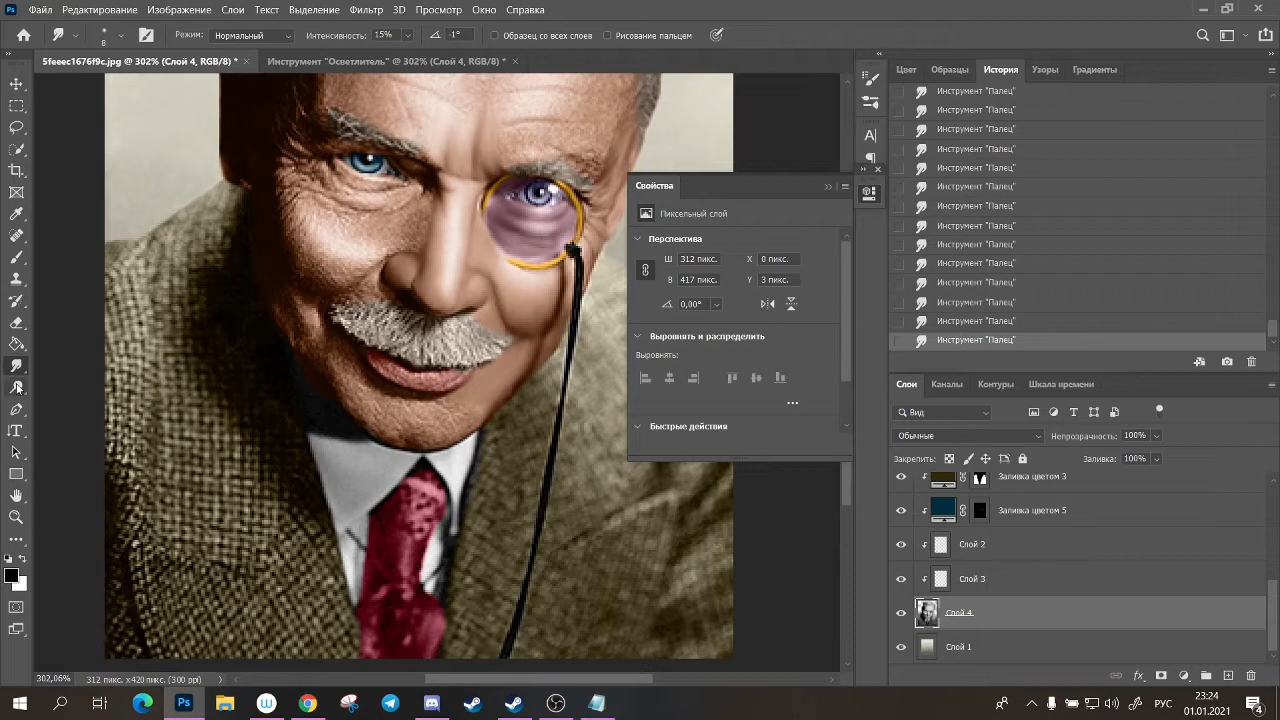 Ps Файл Редактирование Изображение Слои Текст Выделение Фильтр 3D Просмотр Окно Справка
8 Режим: Нормальный Интенсивность: 15% -1° Образец со всех слоев Рисование пальцем
5feeec1676f9c.jpg @ 302% (Слой 4, RGB/8) * × Инструмент "Осветлитель" @ 302% (Слой 4, RGB/8) * ×
Цвет Образцы История Узоры Градиенты
Инструмент "Палец"
Инструмент "Палец"
Инструмент "Палец"
Инструмент "Палец"
Инструмент "Палец"
Инструмент "Палец"
Инструмент "Палец"
Инструмент "Палец"
Инструмент "Палец"
Инструмент "Палец"
Инструмент "Палец"
Инструмент "Палец"
Инструмент "Палец"
Инструмент "Палец"
Свойства
Пиксельный слой
Перспектива
Ш 312 пикс. X 0 пикс.
В 417 пикс. Y 3 пикс.
0,00°
Выровнять и распределить
Выровнять:
Быстрые действия
Слои Каналы Контуры Шкала времени
Вид
Обычные Непрозрачность: 100%
Закрепить: Заливка: 100%
Заливка цветом 3
Заливка цветом 5
Слой 2
Слой 3
Слой 4
Слой 1
302,06% 312 пикс. x 420 пикс. (300 ppi)
Ps РУС 23:24 01.01.2021 4